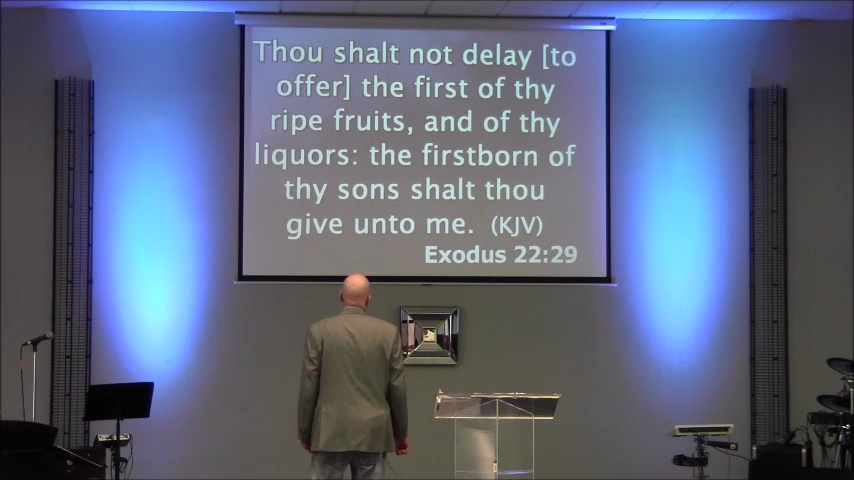 Thou shalt not delay [to
offer] the first of thy
ripe fruits, and of thy
liquors: the firstborn of
thy sons shalt thou
give unto me. (KJV)
Exodus 22:29